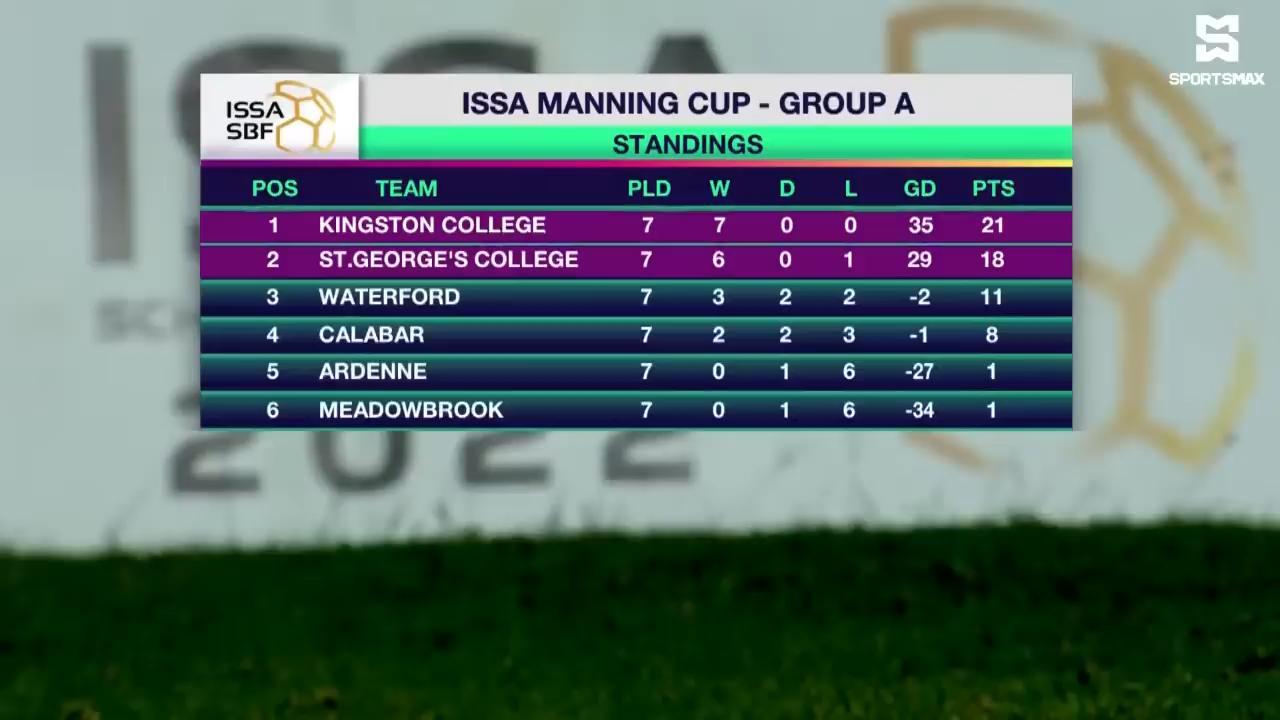 SPORTSMAX
ISSA
SBF
ISSA MANNING CUP - GROUP A
STANDINGS
POS TEAM PLD W D L GD PTS
1 KINGSTON COLLEGE 7 7 0 0 35 21
2 ST.GEORGE'S COLLEGE 7 6 0 1 29 18
3 WATERFORD 7 3 2 2 -2 11
4 CALABAR 7 2 2 3 -1 8
5 ARDENNE 7 0 1 6 -27 1
6 MEADOWBROOK 7 0 1 6 -34 1
ISSA
2022